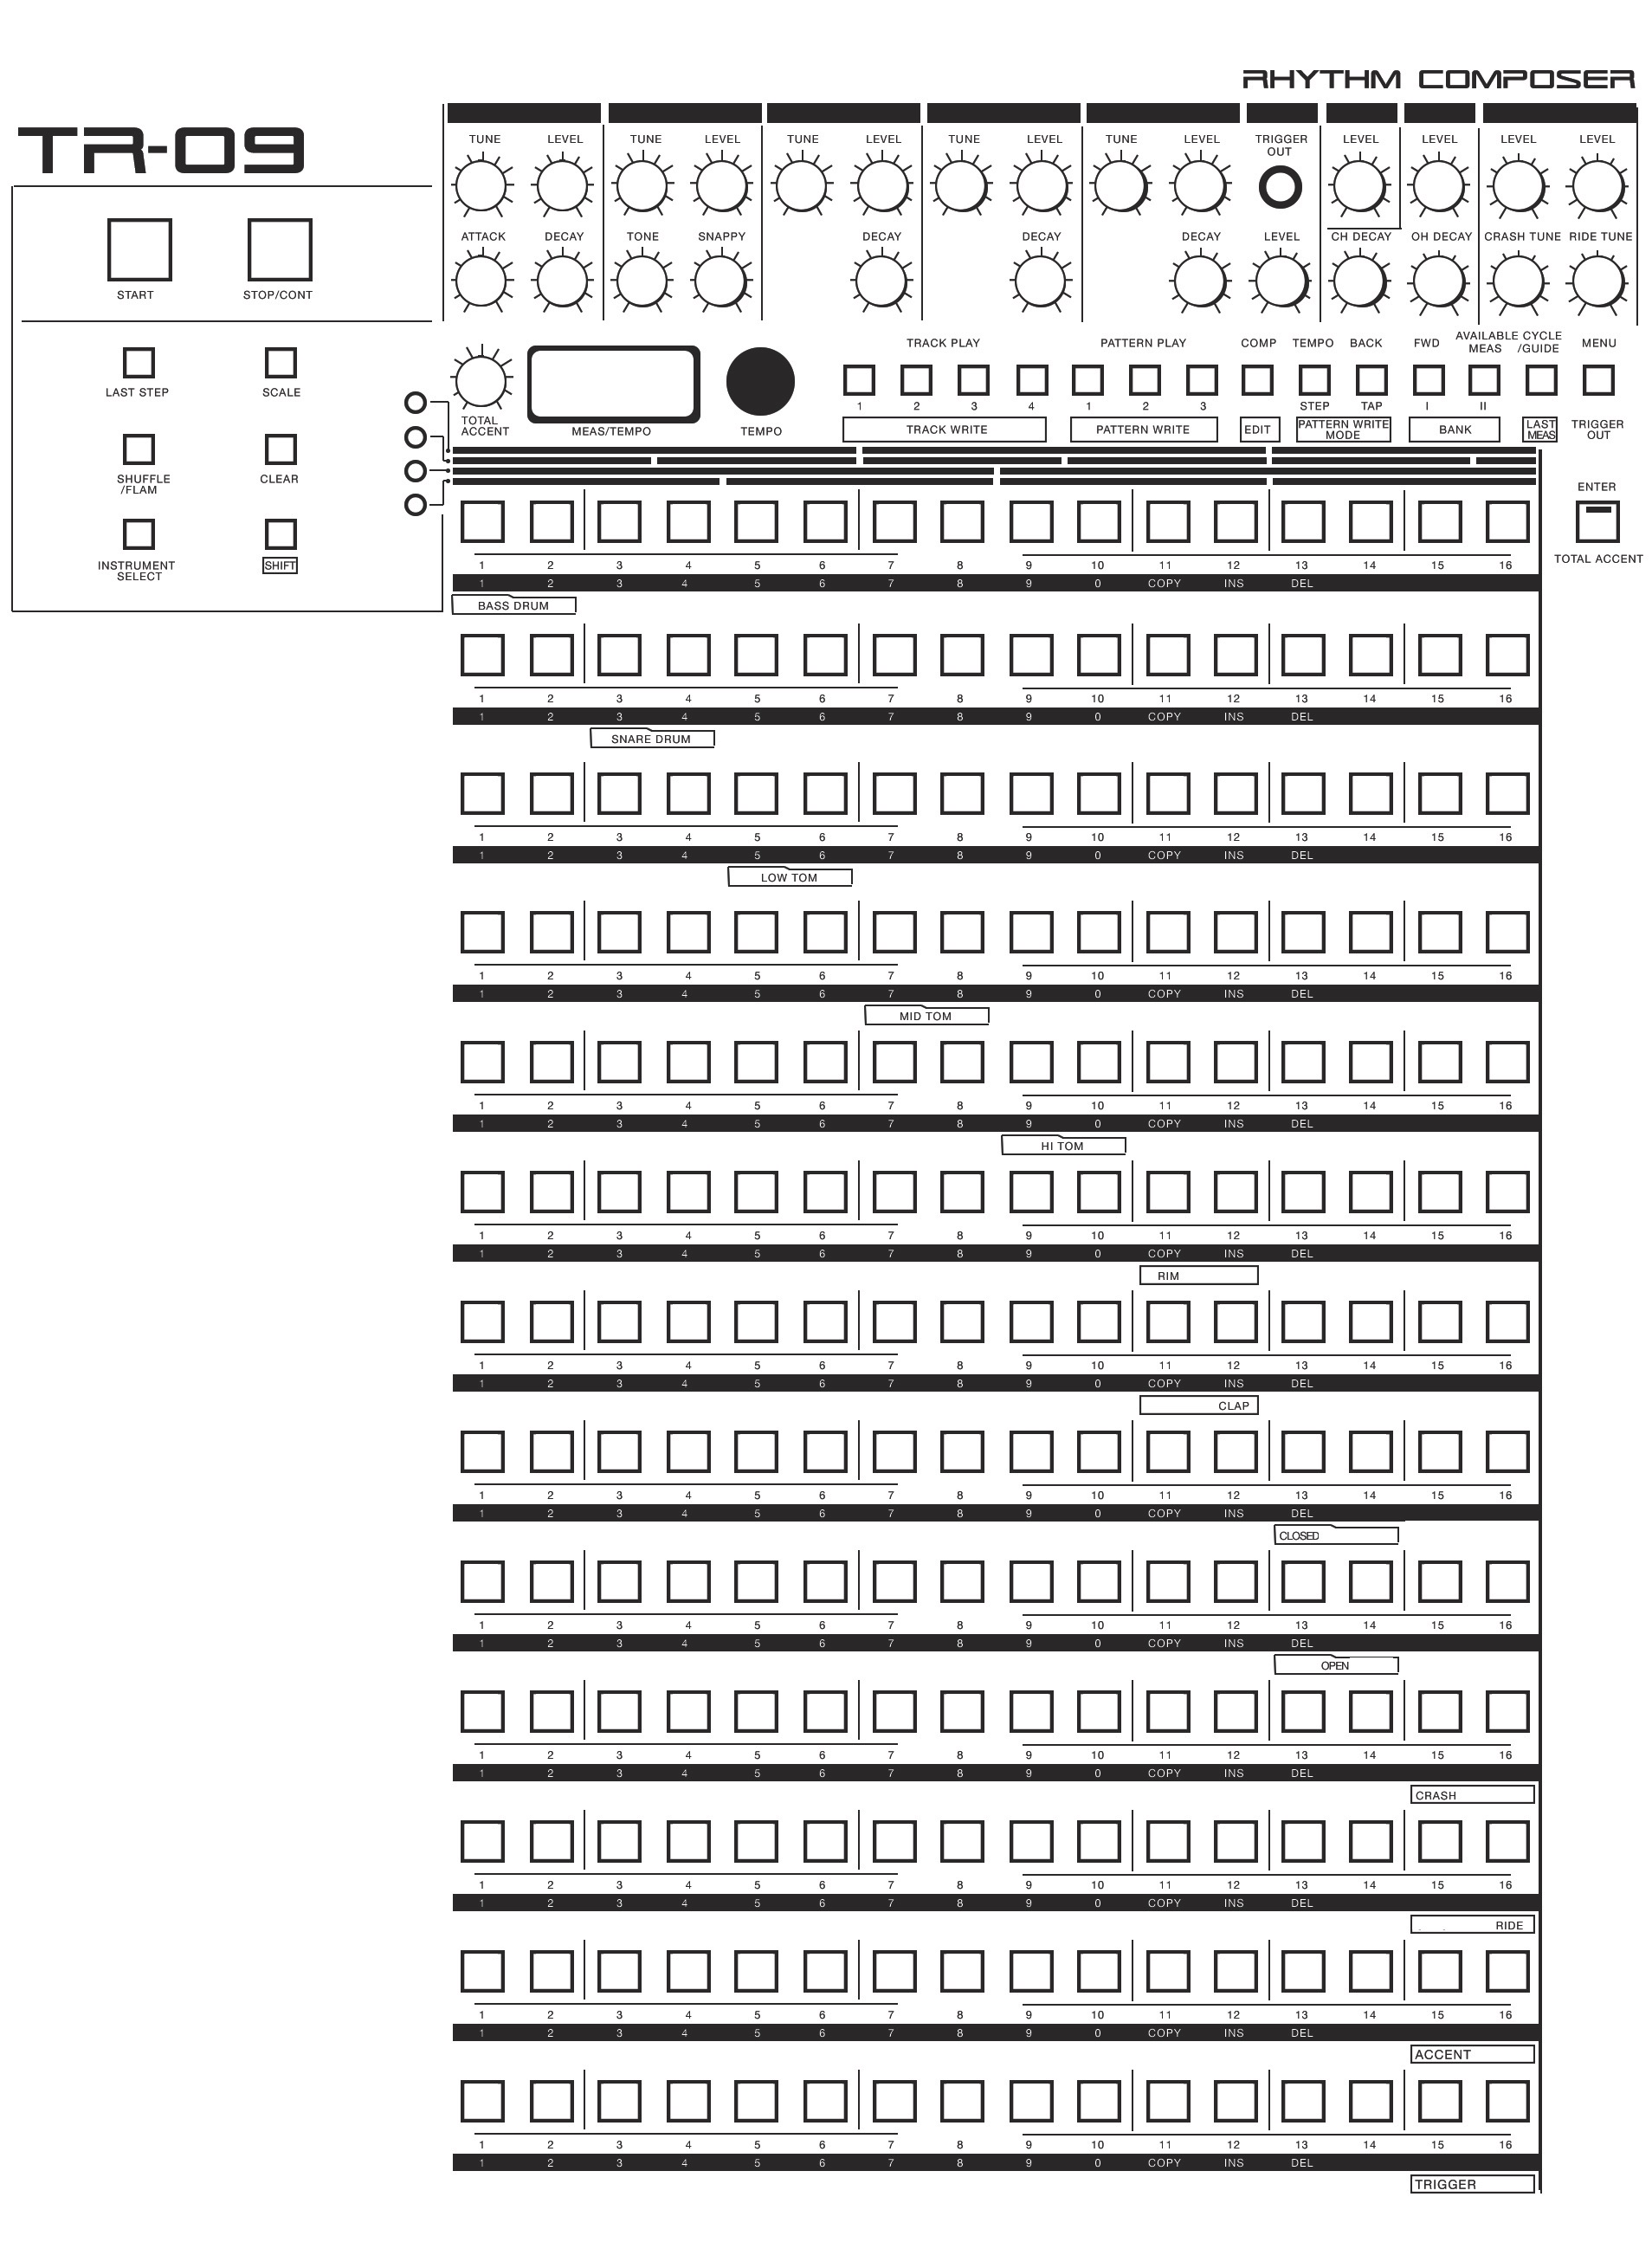 RHYTHM COMPOSER
TR-09
TUNE LEVEL TUNE LEVEL TUNE LEVEL TUNE LEVEL TUNE LEVEL TRIGGER OUT LEVEL LEVEL LEVEL LEVEL
ATTACK DECAY TONE SNAPPY DECAY DECAY DECAY LEVEL CH DECAY OH DECAY CRASH TUNE RIDE TUNE
START STOP/CONT
TRACK PLAY PATTERN PLAY COMP TEMPO BACK FWD AVAILABLE MEAS CYCLE /GUIDE MENU
LAST STEP SCALE
1 2 3 4 1 2 3 STEP TAP I II
TOTAL ACCENT MEAS/TEMPO TEMPO TRACK WRITE PATTERN WRITE EDIT PATTERN WRITE MODE BANK LAST MEAS TRIGGER OUT
SHUFFLE /FLAM CLEAR
ENTER
INSTRUMENT SELECT SHIFT
TOTAL ACCENT
1 2 3 4 5 6 7 8 9 10 11 12 13 14 15 16
1 2 3 4 5 6 7 8 9 0 COPY INS DEL
BASS DRUM
1 2 3 4 5 6 7 8 9 10 11 12 13 14 15 16
1 2 3 4 5 6 7 8 9 0 COPY INS DEL
SNARE DRUM
1 2 3 4 5 6 7 8 9 10 11 12 13 14 15 16
1 2 3 4 5 6 7 8 9 0 COPY INS DEL
LOW TOM
1 2 3 4 5 6 7 8 9 10 11 12 13 14 15 16
1 2 3 4 5 6 7 8 9 0 COPY INS DEL
MID TOM
1 2 3 4 5 6 7 8 9 10 11 12 13 14 15 16
1 2 3 4 5 6 7 8 9 0 COPY INS DEL
HI TOM
1 2 3 4 5 6 7 8 9 10 11 12 13 14 15 16
1 2 3 4 5 6 7 8 9 0 COPY INS DEL
RIM
1 2 3 4 5 6 7 8 9 10 11 12 13 14 15 16
1 2 3 4 5 6 7 8 9 0 COPY INS DEL
CLAP
1 2 3 4 5 6 7 8 9 10 11 12 13 14 15 16
1 2 3 4 5 6 7 8 9 0 COPY INS DEL
CLOSED
1 2 3 4 5 6 7 8 9 10 11 12 13 14 15 16
1 2 3 4 5 6 7 8 9 0 COPY INS DEL
OPEN
1 2 3 4 5 6 7 8 9 10 11 12 13 14 15 16
1 2 3 4 5 6 7 8 9 0 COPY INS DEL
CRASH
1 2 3 4 5 6 7 8 9 10 11 12 13 14 15 16
1 2 3 4 5 6 7 8 9 0 COPY INS DEL
RIDE
1 2 3 4 5 6 7 8 9 10 11 12 13 14 15 16
1 2 3 4 5 6 7 8 9 0 COPY INS DEL
ACCENT
1 2 3 4 5 6 7 8 9 10 11 12 13 14 15 16
1 2 3 4 5 6 7 8 9 0 COPY INS DEL
TRIGGER